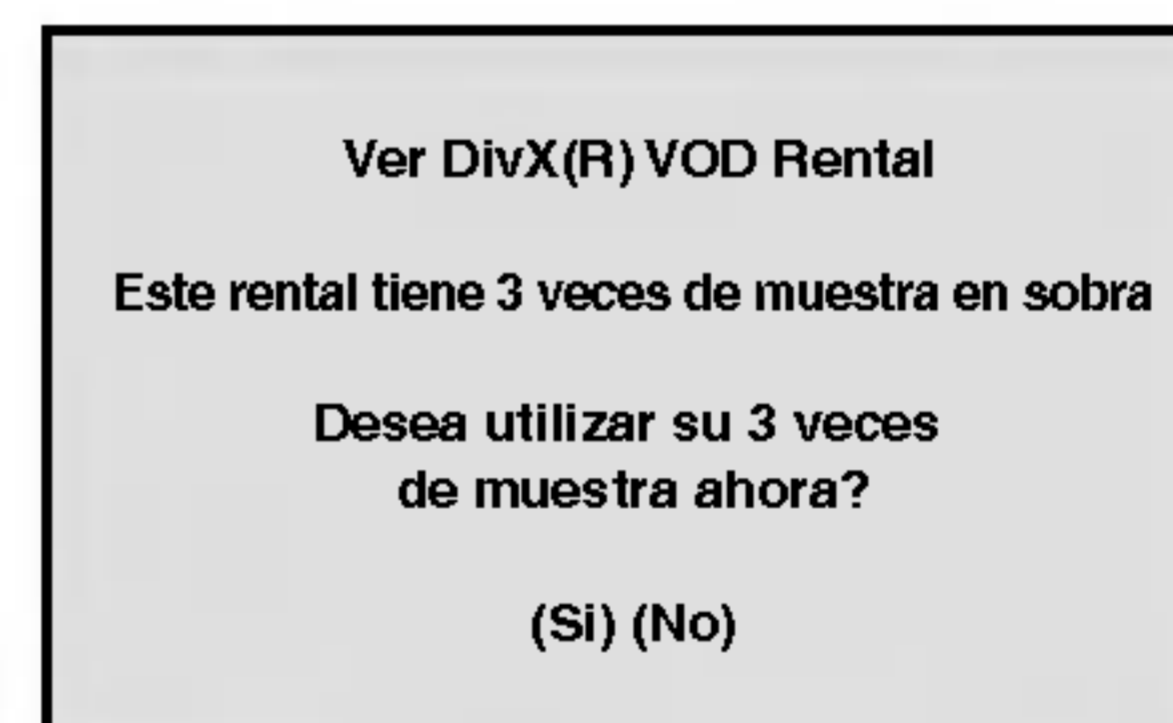 Ver DivX(R) VOD Rental
Este rental tiene 3 veces de muestra en sobra
Desea utilizar su 3 veces
de muestra ahora?
(Si) (No)